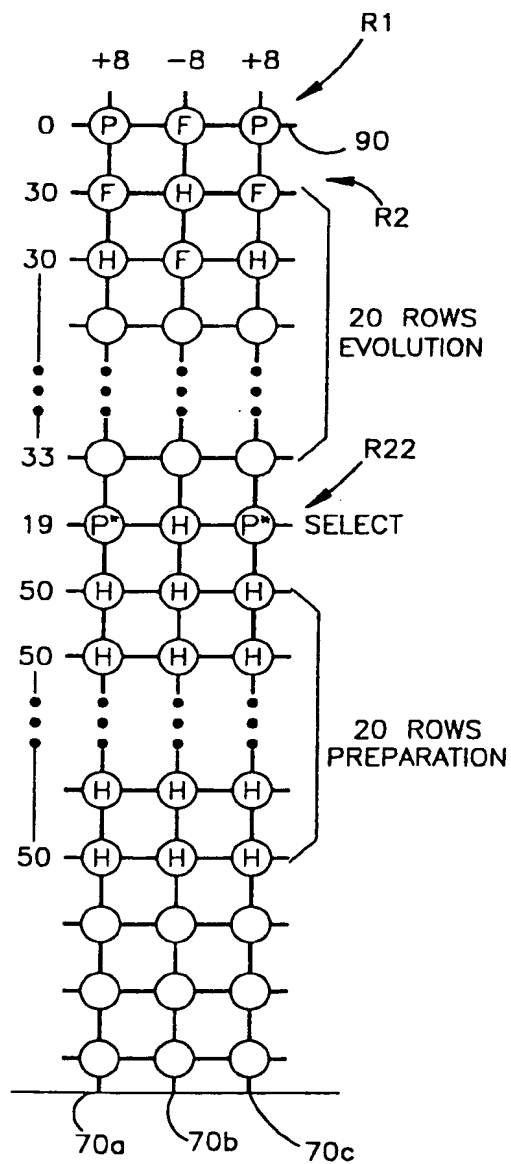 R1
+8 -8 +8
0 P F P 90
30 F H F R2
30 H F H
20 ROWS
EVOLUTION
33
R22
19 P* H P* SELECT
50 H H H
50 H H H
20 ROWS
PREPARATION
H H H
50 H H H
70a 70b 70c